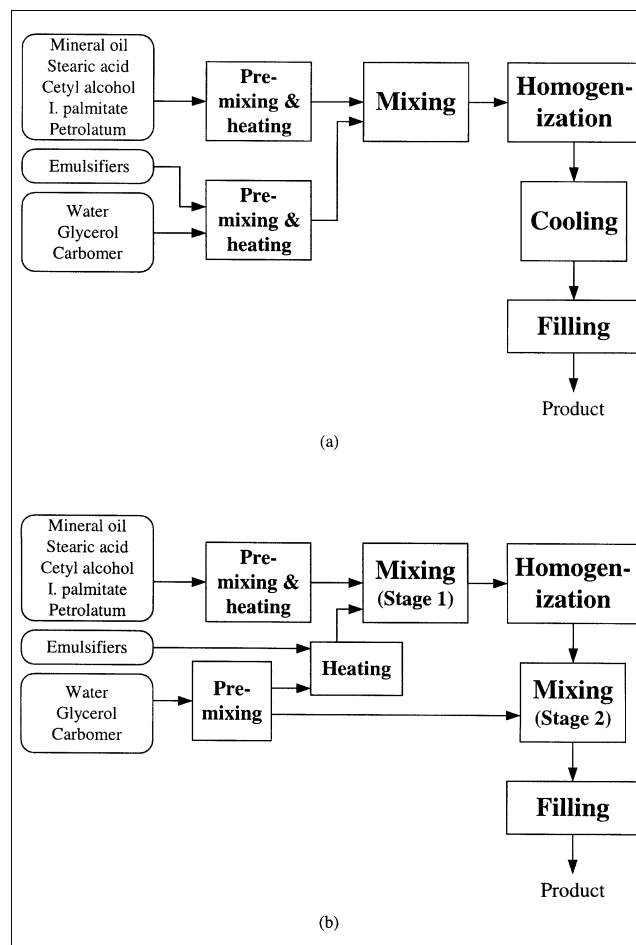 Mineral oil
Stearic acid
Cetyl alcohol
I. palmitate
Petrolatum
Pre-
mixing &
heating
Mixing
Homogen-
ization
Emulsifiers
Water
Glycerol
Carbomer
Pre-
mixing &
heating
Cooling
Filling
Product
(a)
Mineral oil
Stearic acid
Cetyl alcohol
I. palmitate
Petrolatum
Pre-
mixing &
heating
Mixing
(Stage 1)
Homogen-
ization
Emulsifiers
Heating
Water
Glycerol
Carbomer
Pre-
mixing
Mixing
(Stage 2)
Filling
Product
(b)